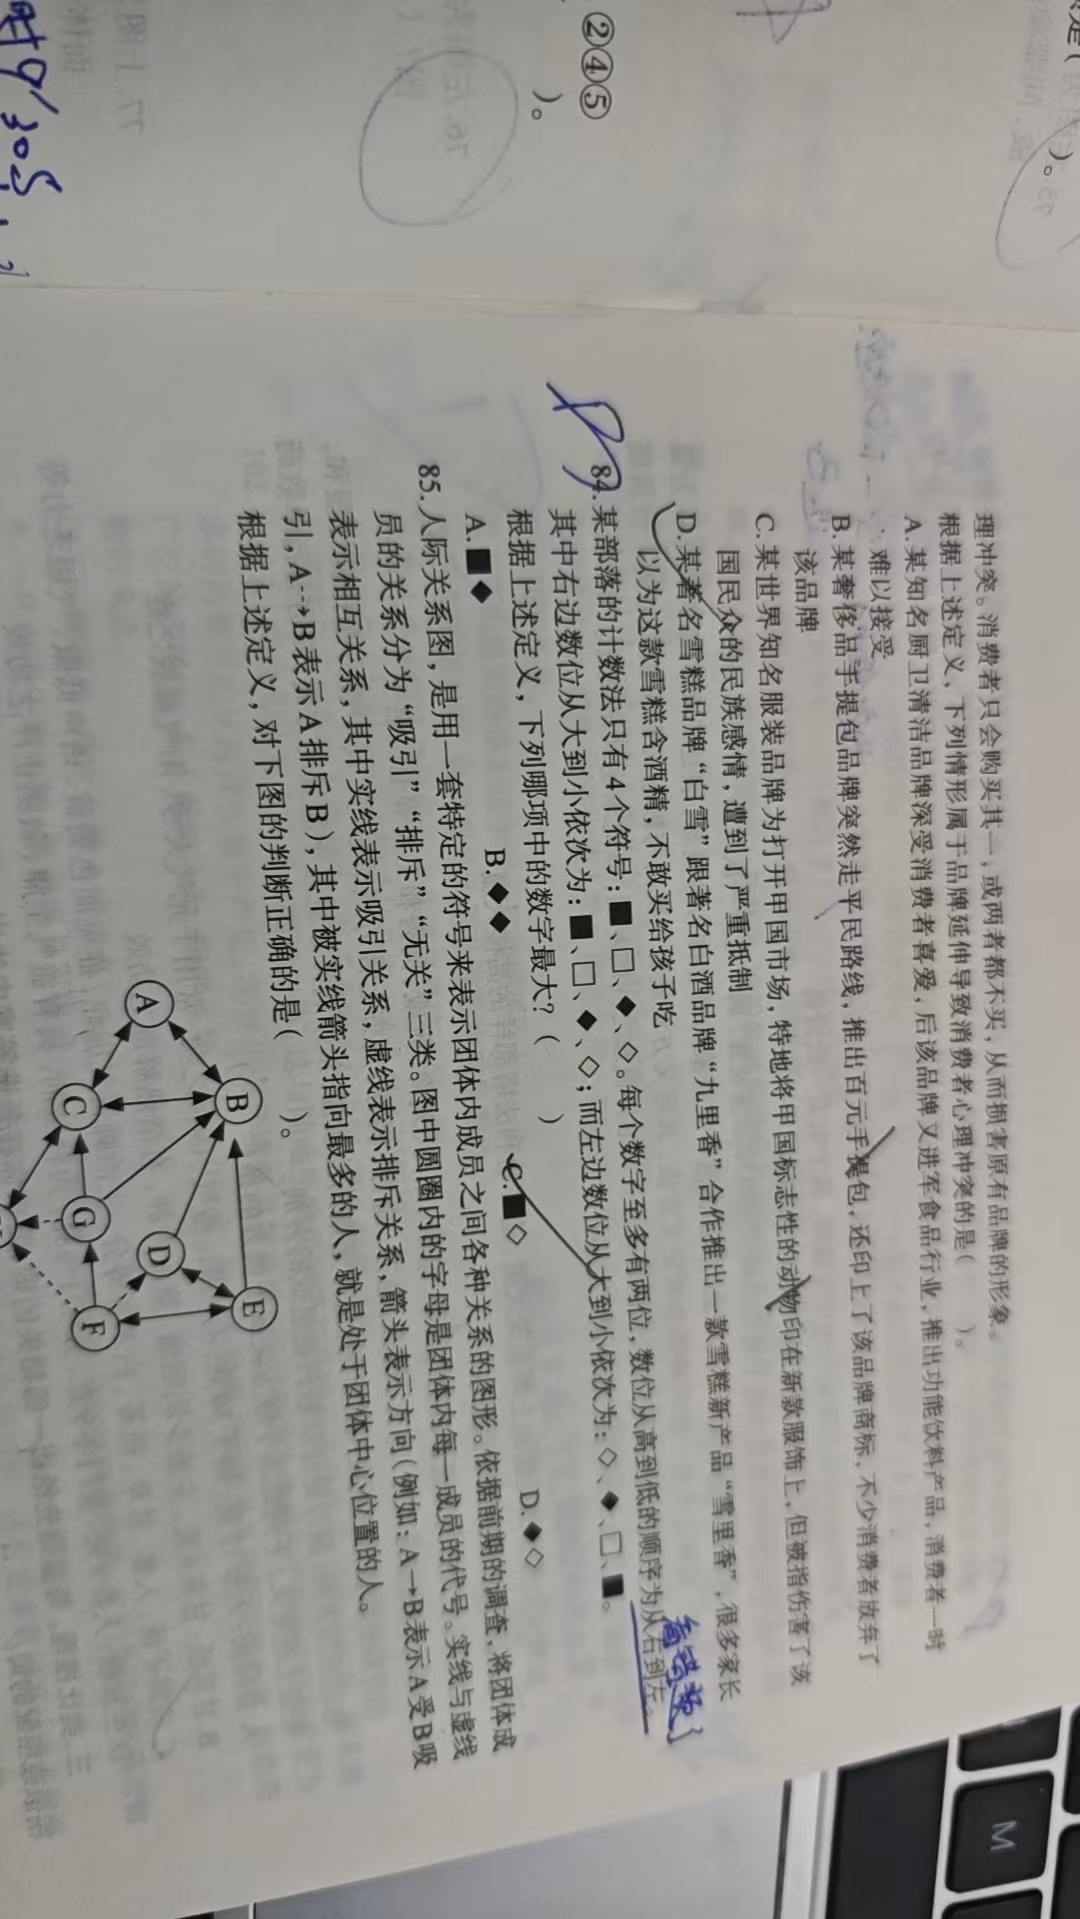 ②④⑤
）。
）。
理冲突。消费者只会购买其一，或两者都不买，从而损害原有品牌的形象。
根据上述定义，下列情形属于品牌延伸导致消费者心理冲突的是（ ）。
A. 某知名厨卫清洁品牌深受消费者喜爱，后该品牌又进军食品行业，推出功能饮料产品，消费者一时
难以接受
B. 某奢侈品手提包品牌突然走平民路线，推出百元手提包，还印上了该品牌商标，不少消费者放弃了
该品牌
C. 某世界知名服装品牌为打开甲国市场，特地将甲国标志性的动物印在新款服饰上，但被指伤害了该
国民众的民族感情，遭到了严重抵制
D. 某著名雪糕品牌“白雪”跟著名白酒品牌“九里香”合作推出一款雪糕新产品“雪里香”，很多家长
以为这款雪糕含酒精，不敢买给孩子吃
84. 某部落的计数法只有4个符号：■、□、◆、◇。每个数字至多有两位，数位从高到低的顺序为从右到左。
其中右边数位从大到小依次为：■、□、◆、◇；而左边数位从大到小依次为：◇、◆、□、■。
根据上述定义，下列哪项中的数字最大？（ ）
A. ■◆ B. ◆◆ C. ■◇ D. ◆◇
85. 人际关系图，是用一套特定的符号来表示团体内成员之间各种关系的图形。依据前期的调查，将团体成
员的关系分为“吸引”“排斥”“无关”三类。图中圆圈内的字母是团体内每一成员的代号。实线与虚线
表示相互关系，其中实线表示吸引关系，虚线表示排斥关系，箭头表示方向（例如：A→B表示A受B吸
引，A⇢B表示A排斥B），其中被实线箭头指向最多的人，就是处于团体中心位置的人。
根据上述定义，对下图的判断正确的是（ ）。
B
E
A
D
C
G
F
M